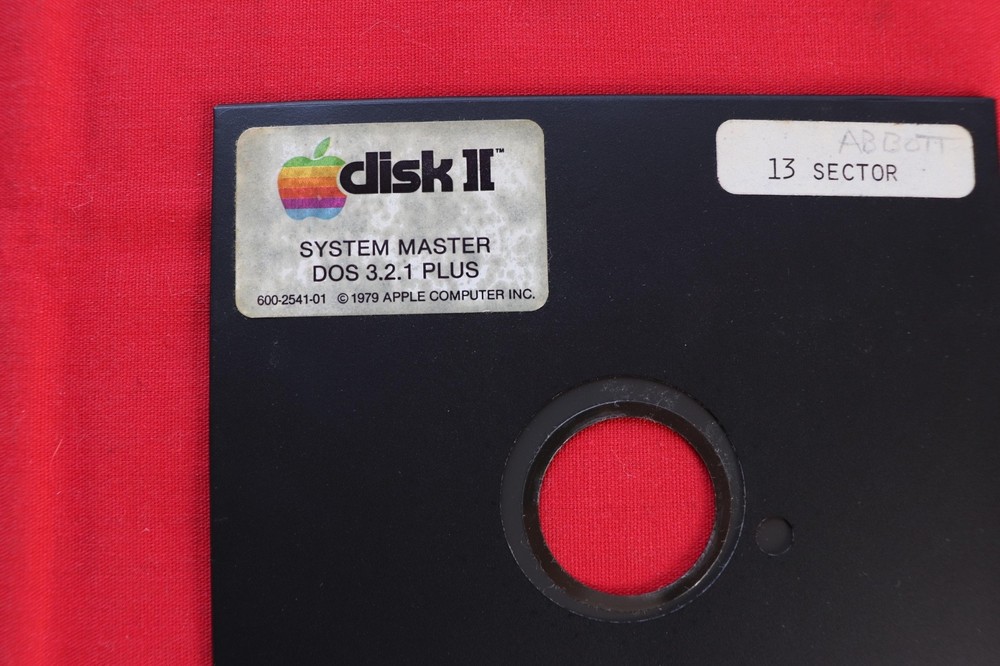 disk II™
SYSTEM MASTER
DOS 3.2.1 PLUS
600-2541-01 © 1979 APPLE COMPUTER INC.
ABBOTT
13 SECTOR